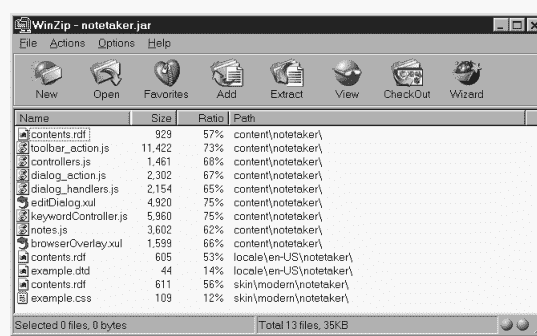 WinZip - notetaker.jar
File Actions Options Help
New Open Favorites Add Extract View CheckOut Wizard
Name Size Ratio Path
contents.rdf 929 57% content\notetaker\
toolbar_action.js 11,422 73% content\notetaker\
controllers.js 1,461 68% content\notetaker\
dialog_action.js 2,302 67% content\notetaker\
dialog_handlers.js 2,154 65% content\notetaker\
editDialog.xul 4,920 75% content\notetaker\
keywordController.js 5,960 75% content\notetaker\
notes.js 3,602 62% content\notetaker\
browserOverlay.xul 1,599 66% content\notetaker\
contents.rdf 605 53% locale\en-US\notetaker\
example.dtd 44 14% locale\en-US\notetaker\
contents.rdf 611 56% skin\modern\notetaker\
example.css 109 12% skin\modern\notetaker\
Selected 0 files, 0 bytes Total 13 files, 35KB